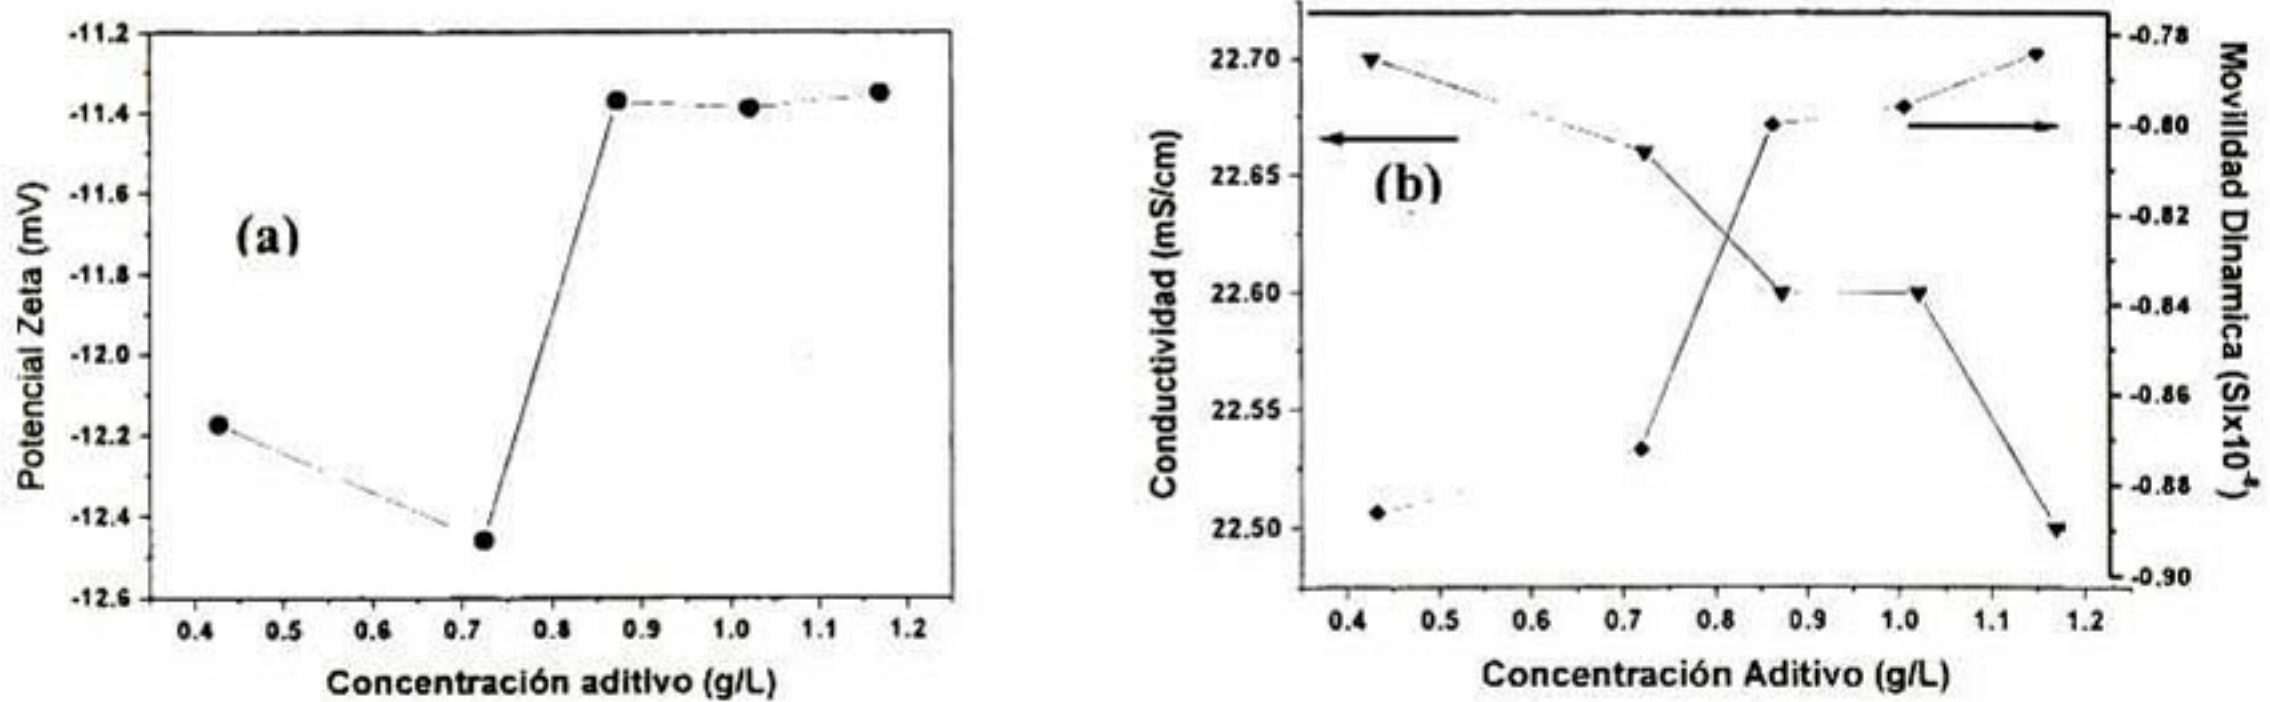 -11.2
-11.4
-11.6
-11.8
-12.0
-12.2
-12.4
-12.6
Potencial Zeta (mV)
(a)
0.4 0.5 0.6 0.7 0.8 0.9 1.0 1.1 1.2
Concentración aditivo (g/L)
22.70
22.65
22.60
22.55
22.50
Conductividad (mS/cm)
(b)
-0.78
-0.80
-0.82
-0.84
-0.86
-0.88
-0.90
Movillidad Dinamica (SIx10-8)
0.4 0.5 0.6 0.7 0.8 0.9 1.0 1.1 1.2
Concentración Aditivo (g/L)